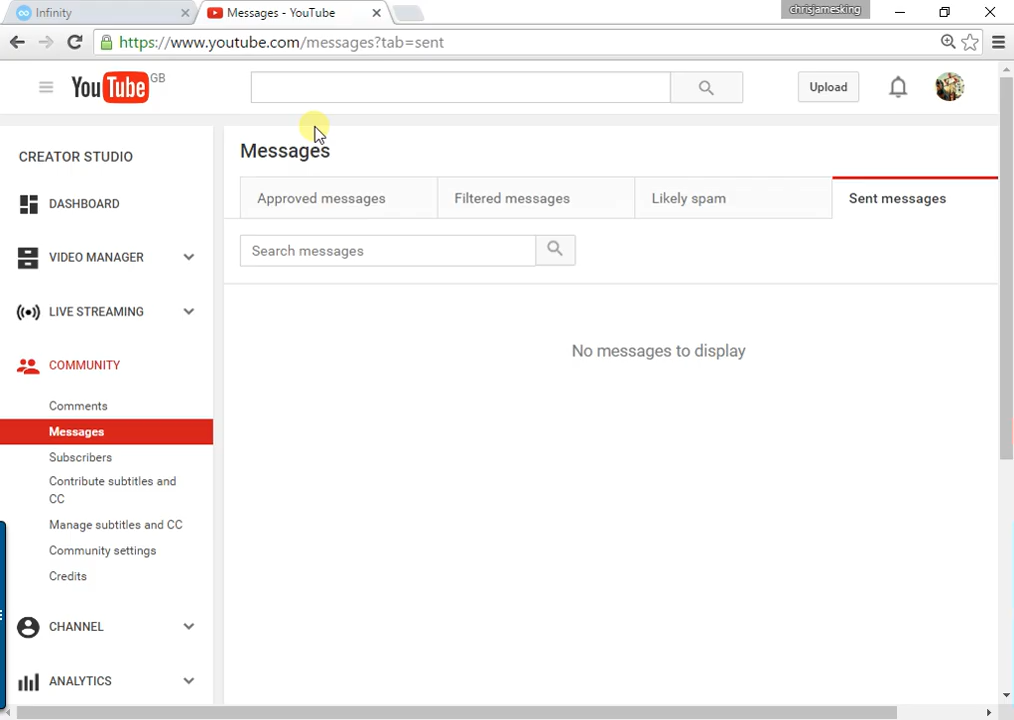 Infinity
Messages - YouTube
chrisjamesking
https://www.youtube.com/messages?tab=sent
YouTube GB
Upload
CREATOR STUDIO
DASHBOARD
VIDEO MANAGER
LIVE STREAMING
COMMUNITY
Comments
Messages
Subscribers
Contribute subtitles and
CC
Manage subtitles and CC
Community settings
Credits
CHANNEL
ANALYTICS
Messages
Approved messages
Filtered messages
Likely spam
Sent messages
Search messages
No messages to display